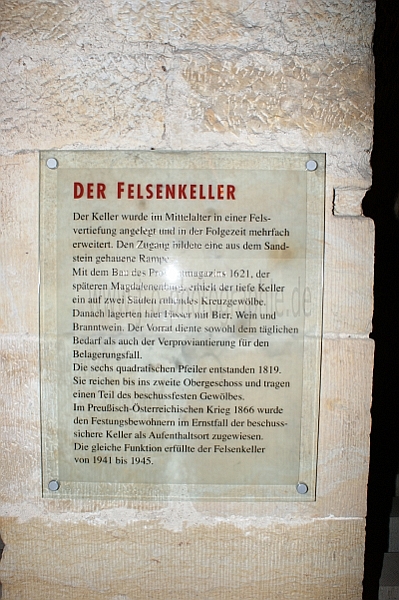 DER FELSENKELLER
Der Keller wurde im Mittelalter in einer Fels-
vertiefung angelegt und in der Folgezeit mehrfach
erweitert. Den Zugang bildete eine aus dem Sand-
stein gehauene Rampe.
Mit dem Bau des 1621, der
späteren Magdalenenburg, erhielt der tiefe Keller
ein auf zwei Säulen ruhendes Kreuzgewölbe.
Danach lagerten hier Fässer mit Bier, Wein und
Branntwein. Der Vorrat diente sowohl dem täglichen
Bedarf als auch der Verproviantierung für den
Belagerungsfall.
Die sechs quadratischen Pfeiler entstanden 1819.
Sie reichen bis ins zweite Obergeschoss und tragen
einen Teil des beschussfesten Gewölbes.
Im Preußisch-Österreichischen Krieg 1866 wurde
den Festungsbewohnern im Ernstfall der beschuss-
sichere Keller als Aufenthaltsort zugewiesen.
Die gleiche Funktion erfüllte der Felsenkeller
von 1941 bis 1945.